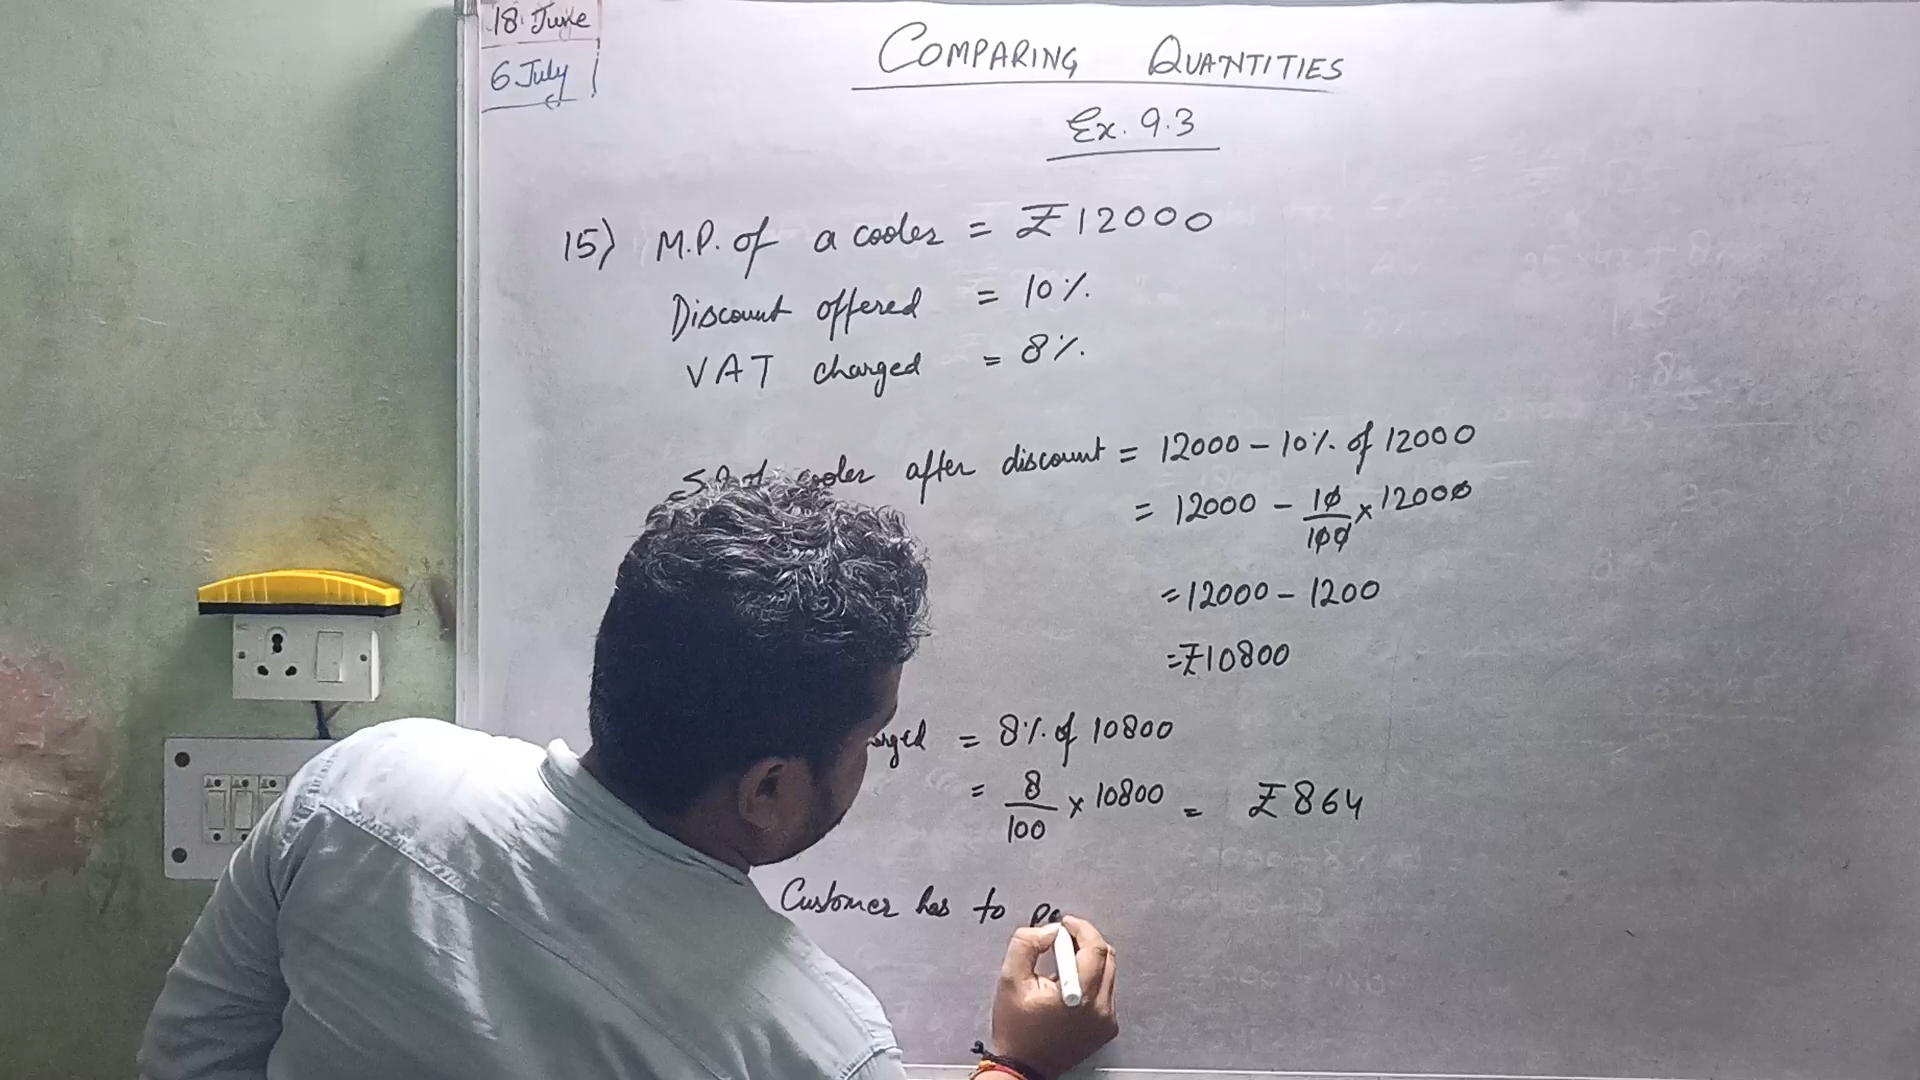 18 June
6 July
COMPARING QUANTITIES
Ex. 9.3
15) M.P. of a cooler = ₹12000
Discount offered = 10%
VAT charged = 8%
S.P. of cooler after discount = 12000 - 10% of 12000
= 12000 - 10/100 × 12000
= 12000 - 1200
= ₹10800
= 8% of 10800
= 8/100 × 10800 = ₹864
Customer has to